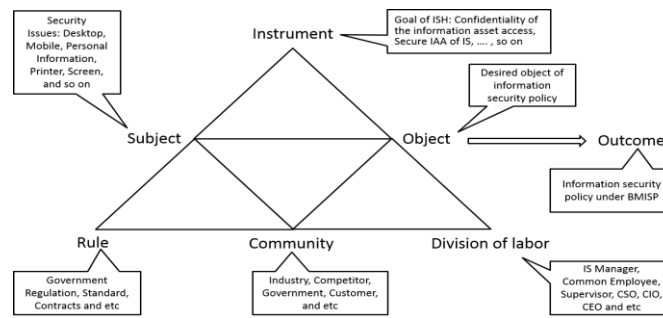 Security
Issues: Desktop,
Mobile, Personal
Information,
Printer, Screen,
and so on
Instrument
Goal of ISH: Confidentiality of
the information asset access,
Secure IAA of IS, .... , so on
Desired object of
information
security policy
Subject
Object
Outcome
Information security
policy under BMISP
Rule
Community
Division of labor
Government
Regulation, Standard,
Contracts and etc
Industry, Competitor,
Government, Customer,
and etc
IS Manager,
Common Employee,
Supervisor, CSO, CIO,
CEO and etc